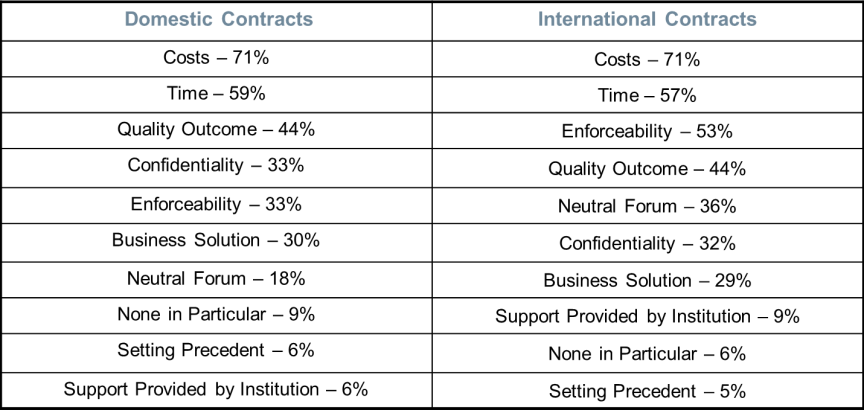 Domestic Contracts International Contracts
Costs – 71% Costs – 71%
Time – 59% Time – 57%
Quality Outcome – 44% Enforceability – 53%
Confidentiality – 33% Quality Outcome – 44%
Enforceability – 33% Neutral Forum – 36%
Business Solution – 30% Confidentiality – 32%
Neutral Forum – 18% Business Solution – 29%
None in Particular – 9% Support Provided by Institution – 9%
Setting Precedent – 6% None in Particular – 6%
Support Provided by Institution – 6% Setting Precedent – 5%